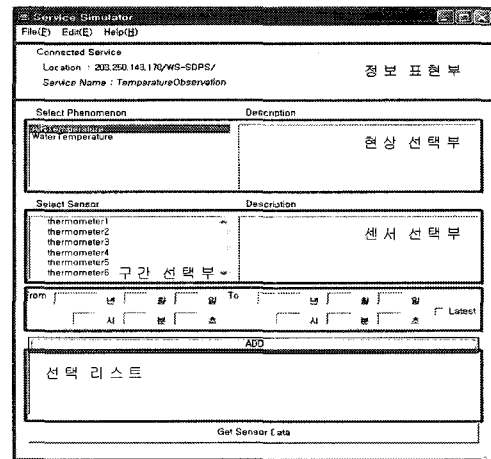 Service Simulator
File(F) Edit(E) Help(H)
Connected Service
Location : 203.250.143.170/WS-SDPS/
Service Name : TemperatureObservation
정보 표현부
Select Phenomenon Description
WaterTemperature
현상 선택부
Select Sensor Description
thermometer1
thermometer2
thermometer3
thermometer4
thermometer5
thermometer6
센서 선택부
구간 선택부
From 년 월 일 To 년 월 일
시 분 초 시 분 초 Latest
ADD
선택 리스트
Get Sensor Data